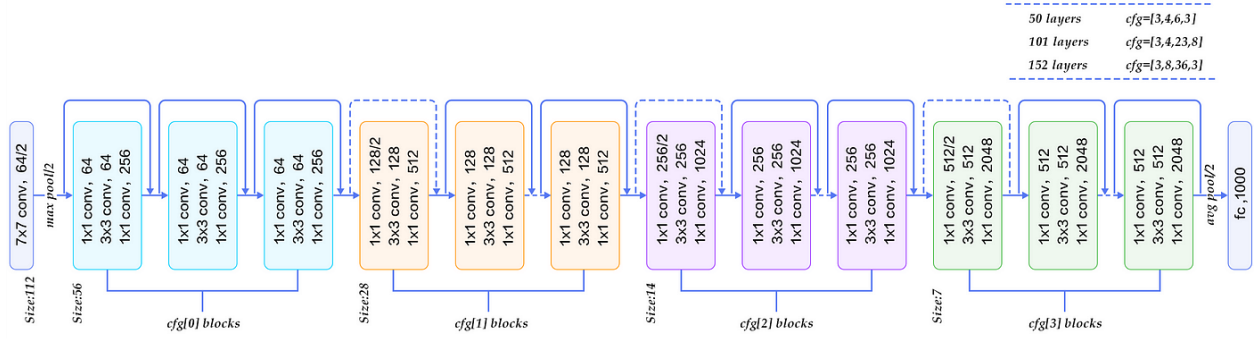 50 layers cfg=[3,4,6,3]
101 layers cfg=[3,4,23,8]
152 layers cfg=[3,8,36,3]
7x7 conv, 64/2
max pool/2
1x1 conv, 64
3x3 conv, 64
1x1 conv, 256
1x1 conv, 64
3x3 conv, 64
1x1 conv, 256
1x1 conv, 64
3x3 conv, 64
1x1 conv, 256
1x1 conv, 128/2
3x3 conv, 128
1x1 conv, 512
1x1 conv, 128
3x3 conv, 128
1x1 conv, 512
1x1 conv, 128
3x3 conv, 128
1x1 conv, 512
1x1 conv, 256/2
3x3 conv, 256
1x1 conv, 1024
1x1 conv, 256
3x3 conv, 256
1x1 conv, 1024
1x1 conv, 256
3x3 conv, 256
1x1 conv, 1024
1x1 conv, 512/2
3x3 conv, 512
1x1 conv, 2048
1x1 conv, 512
3x3 conv, 512
1x1 conv, 2048
1x1 conv, 512
3x3 conv, 512
1x1 conv, 2048
avg pool/2
fc ,1000
Size:112
Size:56
Size:28
Size:14
Size:7
cfg[0] blocks
cfg[1] blocks
cfg[2] blocks
cfg[3] blocks